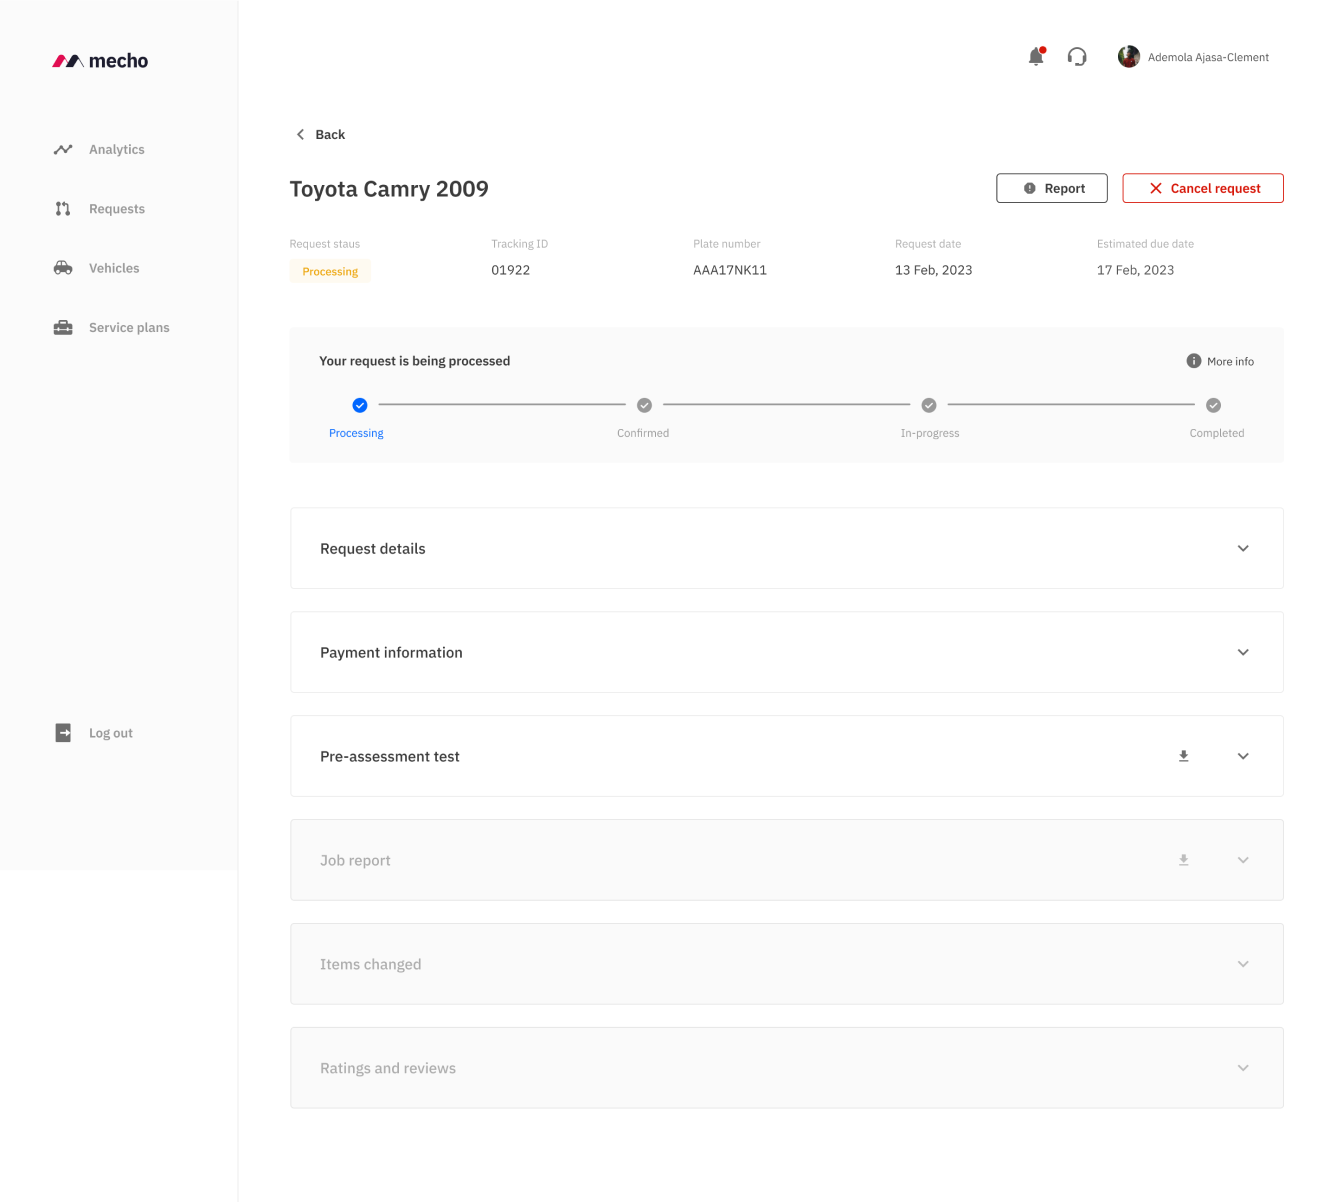 mecho
Analytics
Requests
Vehicles
Service plans
Log out
Ademola Ajasa-Clement
Back
Toyota Camry 2009
Report
Cancel request
Request staus
Tracking ID
Plate number
Request date
Estimated due date
Processing
01922
AAA17NK11
13 Feb, 2023
17 Feb, 2023
Your request is being processed
More info
Processing
Confirmed
In-progress
Completed
Request details
Payment information
Pre-assessment test
Job report
Items changed
Ratings and reviews